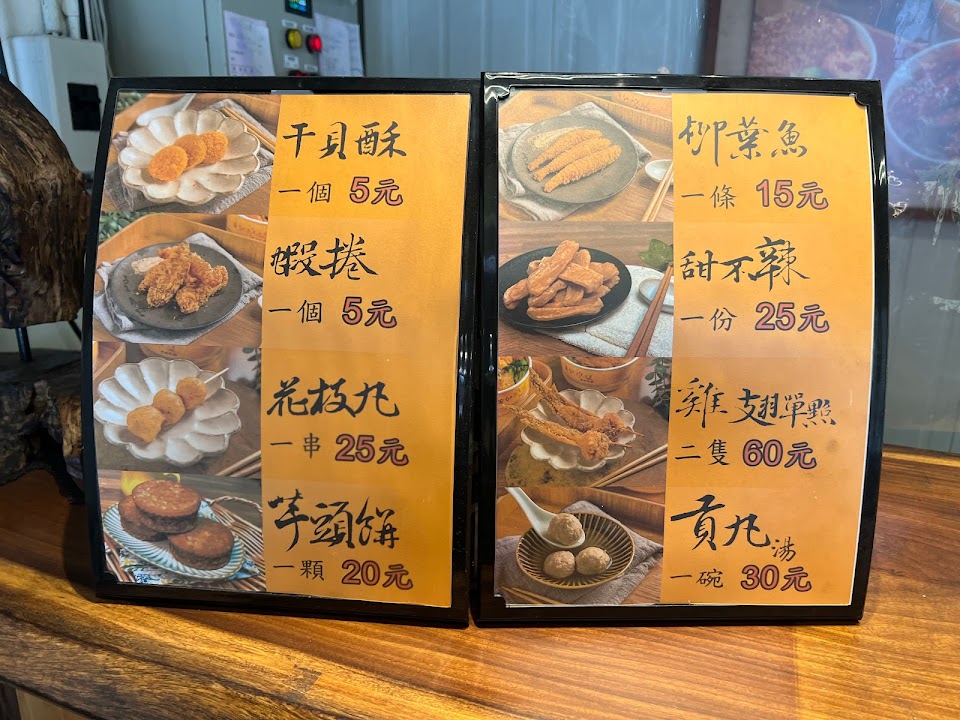 干貝酥
一個 5元
蝦捲
一個 5元
花枝丸
一串 25元
芋頭餅
一顆 20元
柳葉魚
一條 15元
甜不辣
一份 25元
雞翅單點
二隻 60元
貢丸湯
一碗 30元